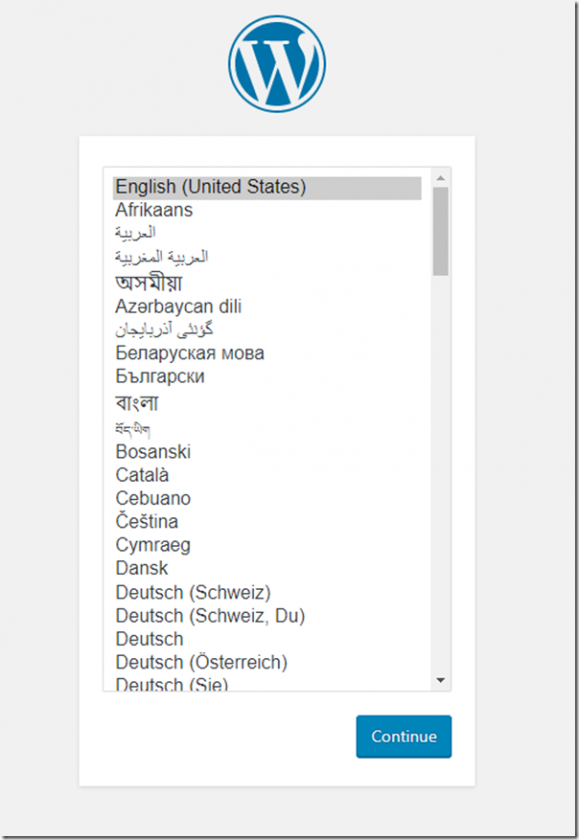 English (United States)
Afrikaans
العربية
العربية المغربية
অসমীয়া
Azərbaycan dili
گؤنئی آذربایجان
Беларуская мова
Български
বাংলা
བོད་ཡིག
Bosanski
Català
Cebuano
Čeština
Cymraeg
Dansk
Deutsch (Schweiz)
Deutsch (Schweiz, Du)
Deutsch
Deutsch (Österreich)
Deutsch (Sie)
Continue